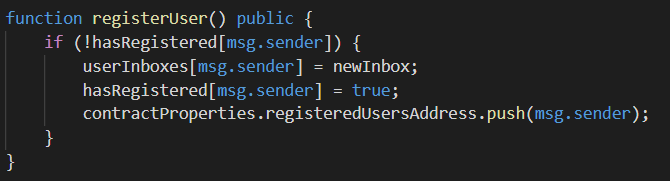 function registerUser() public {
    if (!hasRegistered[msg.sender]) {
        userInboxes[msg.sender] = newInbox;
        hasRegistered[msg.sender] = true;
        contractProperties.registeredUsersAddress.push(msg.sender);
    }
}